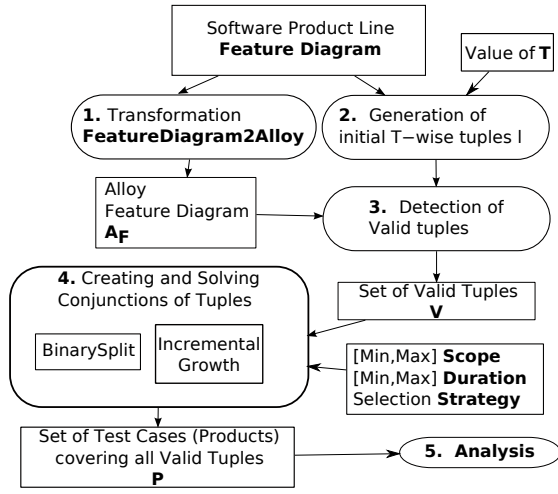 Software Product Line
Feature Diagram
Value of T
1. Transformation
FeatureDiagram2Alloy
2. Generation of
initial T−wise tuples I
Alloy
Feature Diagram
A_F
3. Detection of
Valid tuples
4. Creating and Solving
Conjunctions of Tuples
BinarySplit
Incremental
Growth
Set of Valid Tuples
V
[Min,Max] Scope
[Min,Max] Duration
Selection Strategy
Set of Test Cases (Products)
covering all Valid Tuples
P
5. Analysis